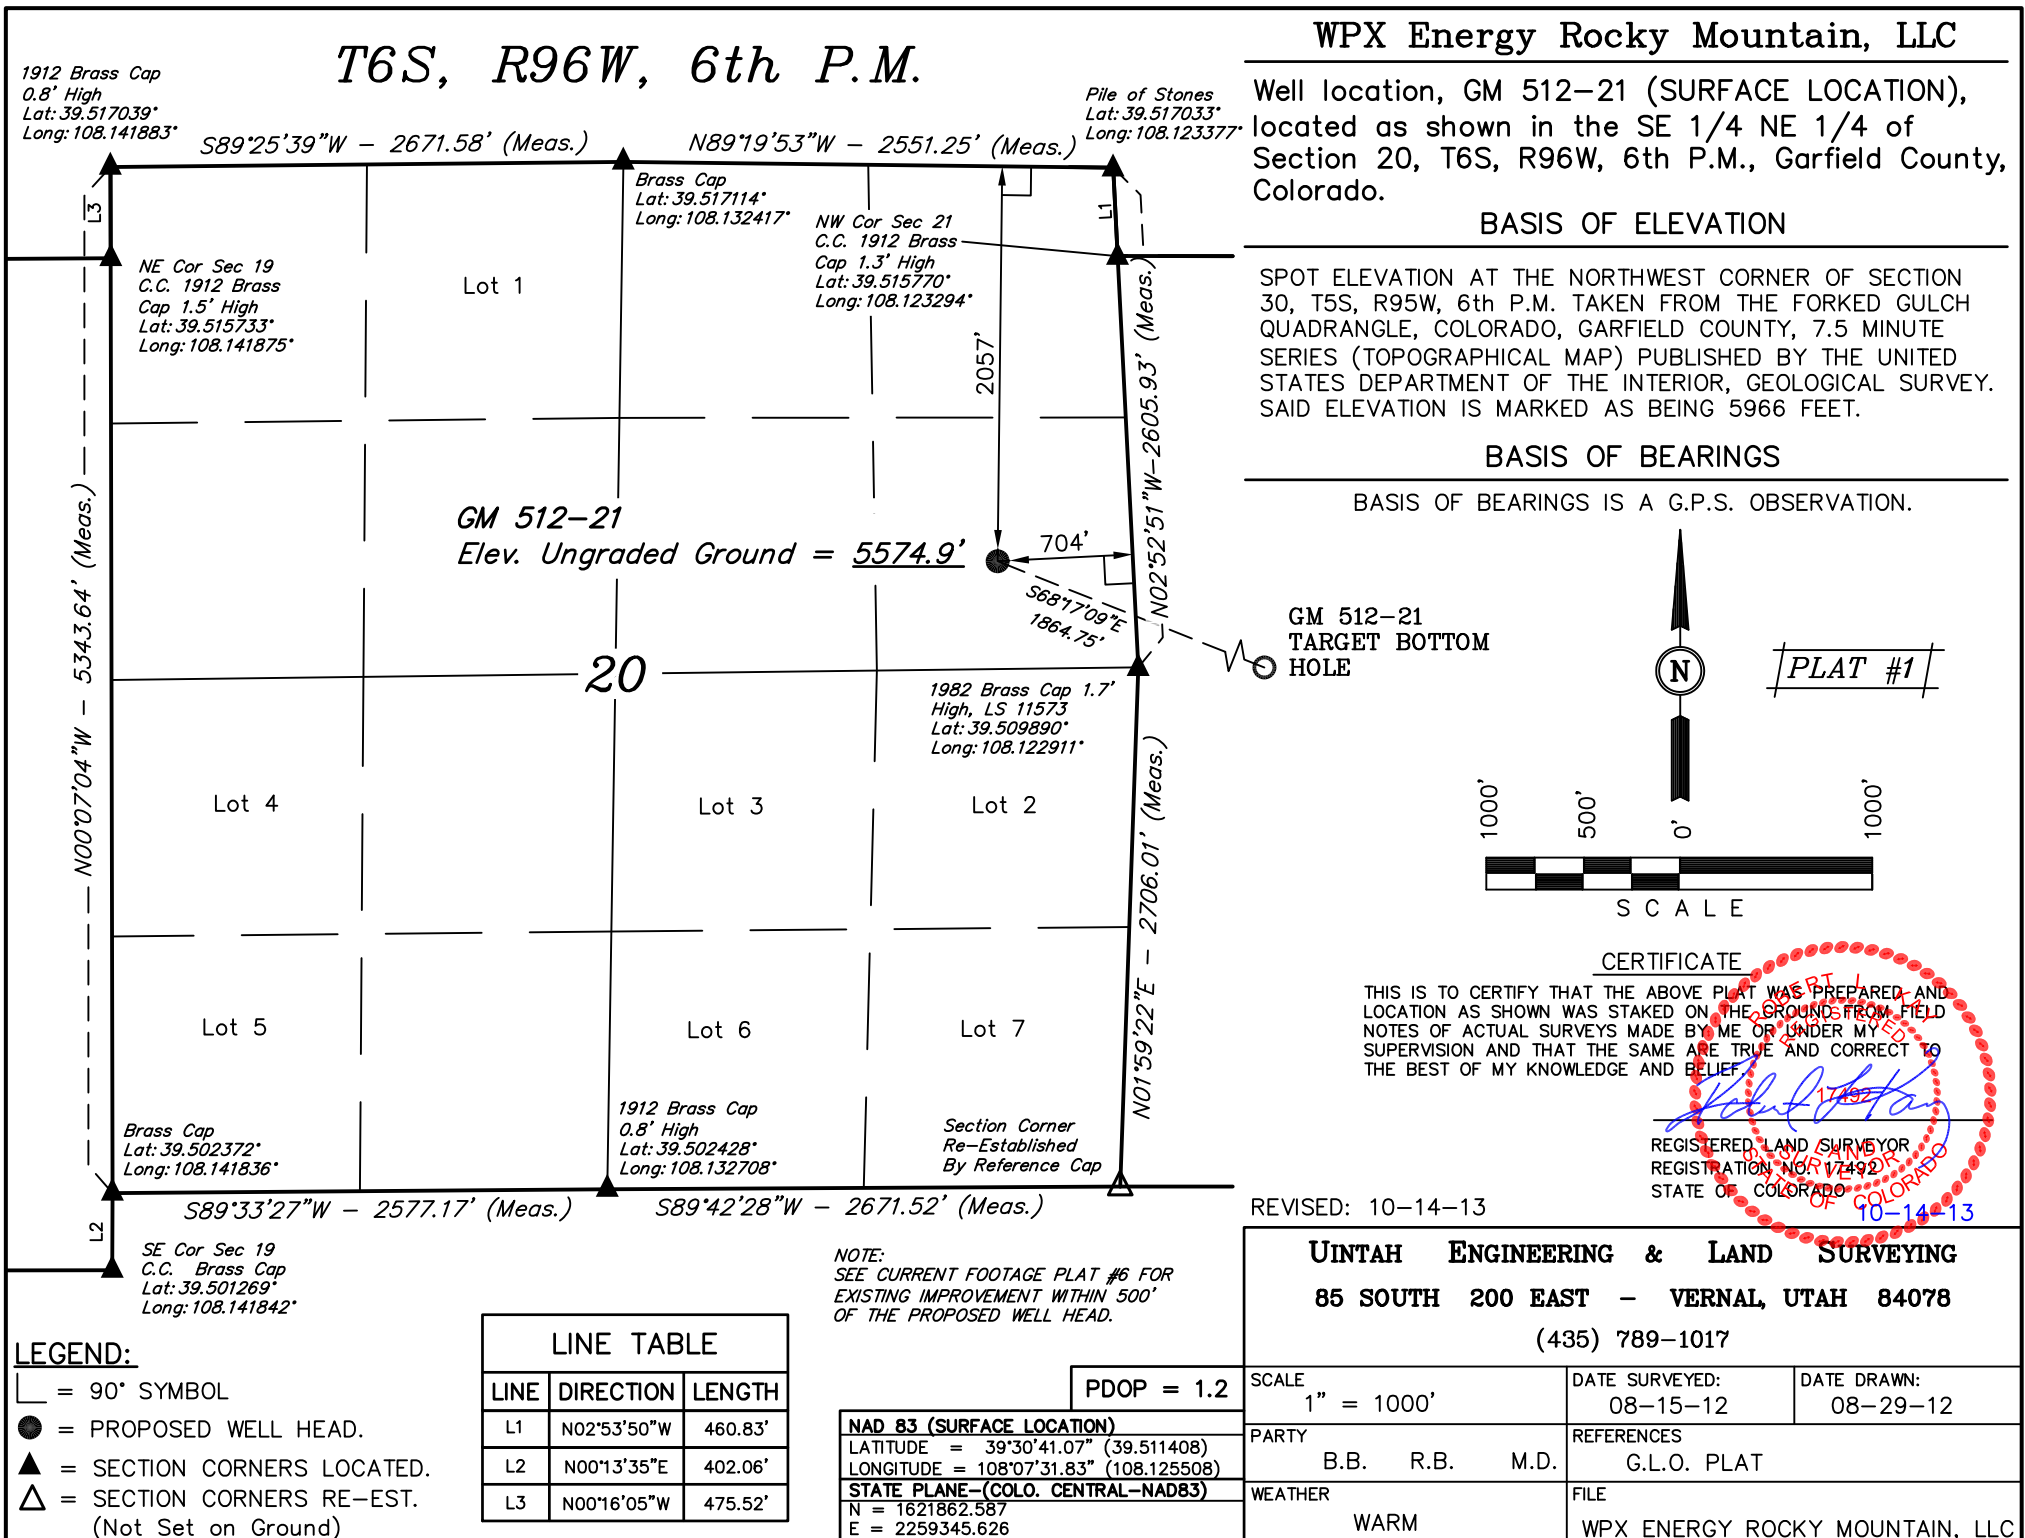 T6S, R96W, 6th P.M.
1912 Brass Cap
0.8' High
Lat: 39.517039°
Long: 108.141883°
S89°25'39"W – 2671.58' (Meas.)
N89°19'53"W – 2551.25' (Meas.)
Pile of Stones
Lat: 39.517033°
Long: 108.123377°
Brass Cap
Lat: 39.517114°
Long: 108.132417°
L3
L1
NW Cor Sec 21
C.C. 1912 Brass
Cap 1.3' High
Lat: 39.515770°
Long: 108.123294°
NE Cor Sec 19
C.C. 1912 Brass
Cap 1.5' High
Lat: 39.515733°
Long: 108.141875°
Lot 1
2057'
N02°52'51"W–2605.93' (Meas.)
N00°07'04"W – 5343.64' (Meas.)
GM 512–21
Elev. Ungraded Ground = 5574.9'
704'
S68°17'09"E
1864.75'
GM 512–21
TARGET BOTTOM
HOLE
20
1982 Brass Cap 1.7'
High, LS 11573
Lat: 39.509890°
Long: 108.122911°
Lot 4
Lot 3
Lot 2
N01°59'22"E – 2706.01' (Meas.)
Lot 5
Lot 6
Lot 7
Brass Cap
Lat: 39.502372°
Long: 108.141836°
1912 Brass Cap
0.8' High
Lat: 39.502428°
Long: 108.132708°
Section Corner
Re–Established
By Reference Cap
S89°33'27"W – 2577.17' (Meas.)
S89°42'28"W – 2671.52' (Meas.)
L2
SE Cor Sec 19
C.C. Brass Cap
Lat: 39.501269°
Long: 108.141842°
NOTE:
SEE CURRENT FOOTAGE PLAT #6 FOR
EXISTING IMPROVEMENT WITHIN 500'
OF THE PROPOSED WELL HEAD.
LEGEND:
= 90° SYMBOL
= PROPOSED WELL HEAD.
= SECTION CORNERS LOCATED.
= SECTION CORNERS RE–EST.
(Not Set on Ground)
LINE TABLE
LINE DIRECTION LENGTH
L1 N02°53'50"W 460.83'
L2 N00°13'35"E 402.06'
L3 N00°16'05"W 475.52'
PDOP = 1.2
NAD 83 (SURFACE LOCATION)
LATITUDE = 39°30'41.07" (39.511408)
LONGITUDE = 108°07'31.83" (108.125508)
STATE PLANE–(COLO. CENTRAL–NAD83)
N = 1621862.587
E = 2259345.626
WPX Energy Rocky Mountain, LLC
Well location, GM 512–21 (SURFACE LOCATION),
located as shown in the SE 1/4 NE 1/4 of
Section 20, T6S, R96W, 6th P.M., Garfield County,
Colorado.
BASIS OF ELEVATION
SPOT ELEVATION AT THE NORTHWEST CORNER OF SECTION
30, T5S, R95W, 6th P.M. TAKEN FROM THE FORKED GULCH
QUADRANGLE, COLORADO, GARFIELD COUNTY, 7.5 MINUTE
SERIES (TOPOGRAPHICAL MAP) PUBLISHED BY THE UNITED
STATES DEPARTMENT OF THE INTERIOR, GEOLOGICAL SURVEY.
SAID ELEVATION IS MARKED AS BEING 5966 FEET.
BASIS OF BEARINGS
BASIS OF BEARINGS IS A G.P.S. OBSERVATION.
N
PLAT #1
1000' 500' 0' 1000'
SCALE
CERTIFICATE
THIS IS TO CERTIFY THAT THE ABOVE PLAT WAS PREPARED AND
LOCATION AS SHOWN WAS STAKED ON THE GROUND FROM FIELD
NOTES OF ACTUAL SURVEYS MADE BY ME OR UNDER MY
SUPERVISION AND THAT THE SAME ARE TRUE AND CORRECT TO
THE BEST OF MY KNOWLEDGE AND BELIEF.
ROBERT L. KAY
REGISTERED
17492
LAND
SURVEYOR
STATE OF COLORADO
REGISTERED LAND SURVEYOR
REGISTRATION NO. 17492
STATE OF COLORADO
10–14–13
REVISED: 10–14–13
UINTAH ENGINEERING & LAND SURVEYING
85 SOUTH 200 EAST – VERNAL, UTAH 84078
(435) 789–1017
SCALE
1" = 1000'
DATE SURVEYED:
08–15–12
DATE DRAWN:
08–29–12
PARTY
B.B. R.B. M.D.
REFERENCES
G.L.O. PLAT
WEATHER
WARM
FILE
WPX ENERGY ROCKY MOUNTAIN, LLC